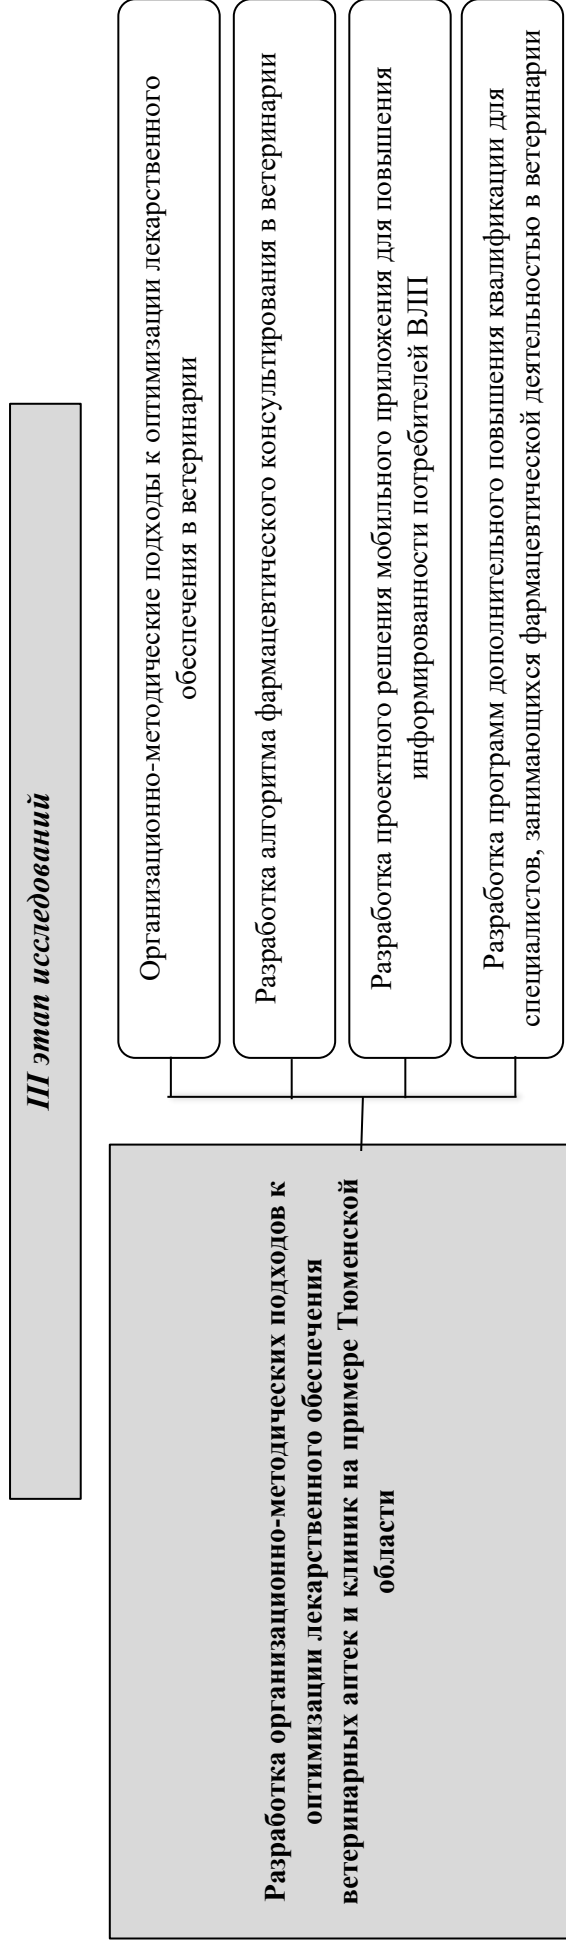 III этап исследований
Разработка организационно-методических подходов к
оптимизации лекарственного обеспечения
ветеринарных аптек и клиник на примере Тюменской
области
Организационно-методические подходы к оптимизации лекарственного
обеспечения в ветеринарии
Разработка алгоритма фармацевтического консультирования в ветеринарии
Разработка проектного решения мобильного приложения для повышения
информированности потребителей ВЛП
Разработка программ дополнительного повышения квалификации для
специалистов, занимающихся фармацевтической деятельностью в ветеринарии